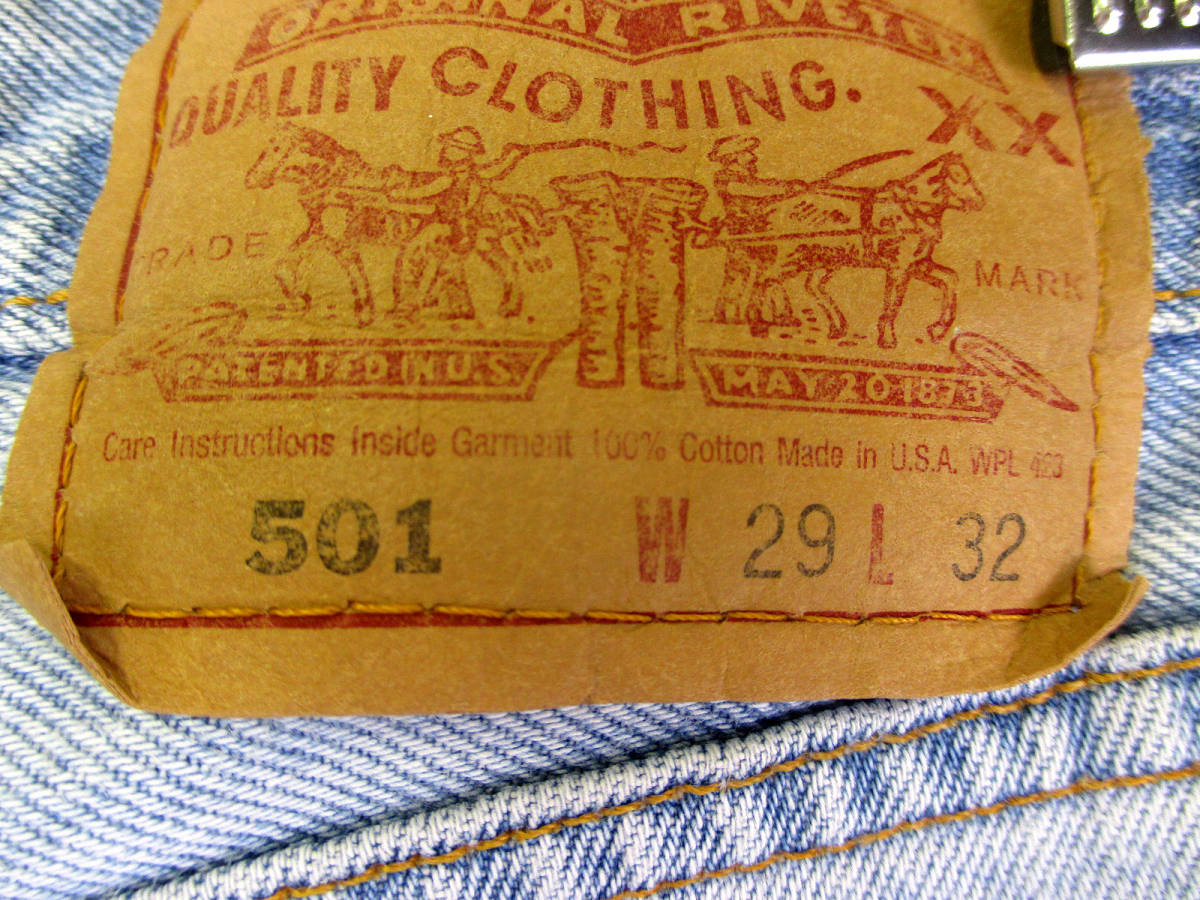 ORIGINAL RIVETED
QUALITY CLOTHING.
XX
TRADE MARK
PATENTED IN U.S. MAY 20 1873
Care Instructions Inside Garment 100% Cotton Made in U.S.A. WPL 423
501 W 29 L 32